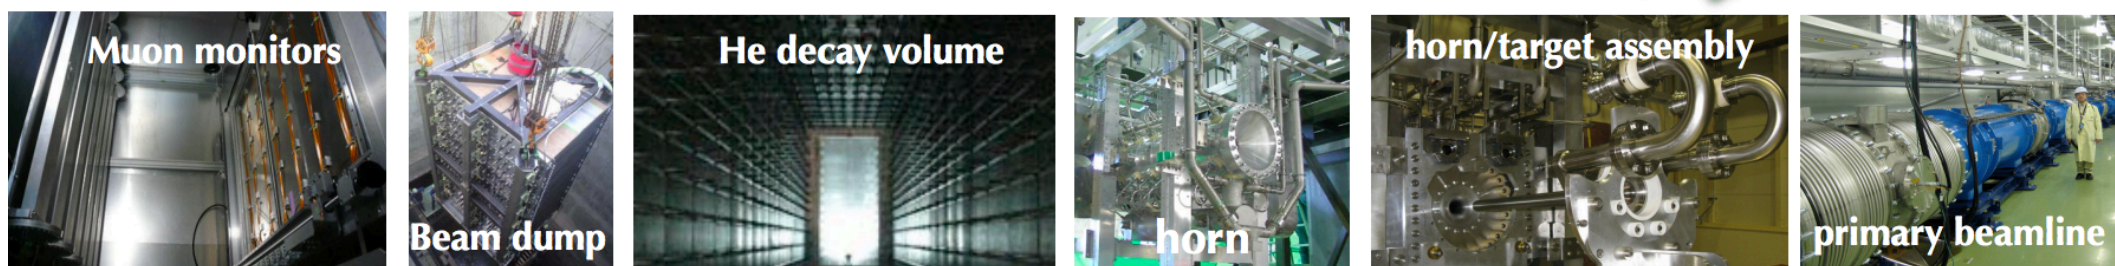 Muon monitors
Beam dump
He decay volume
horn
horn/target assembly
primary beamline